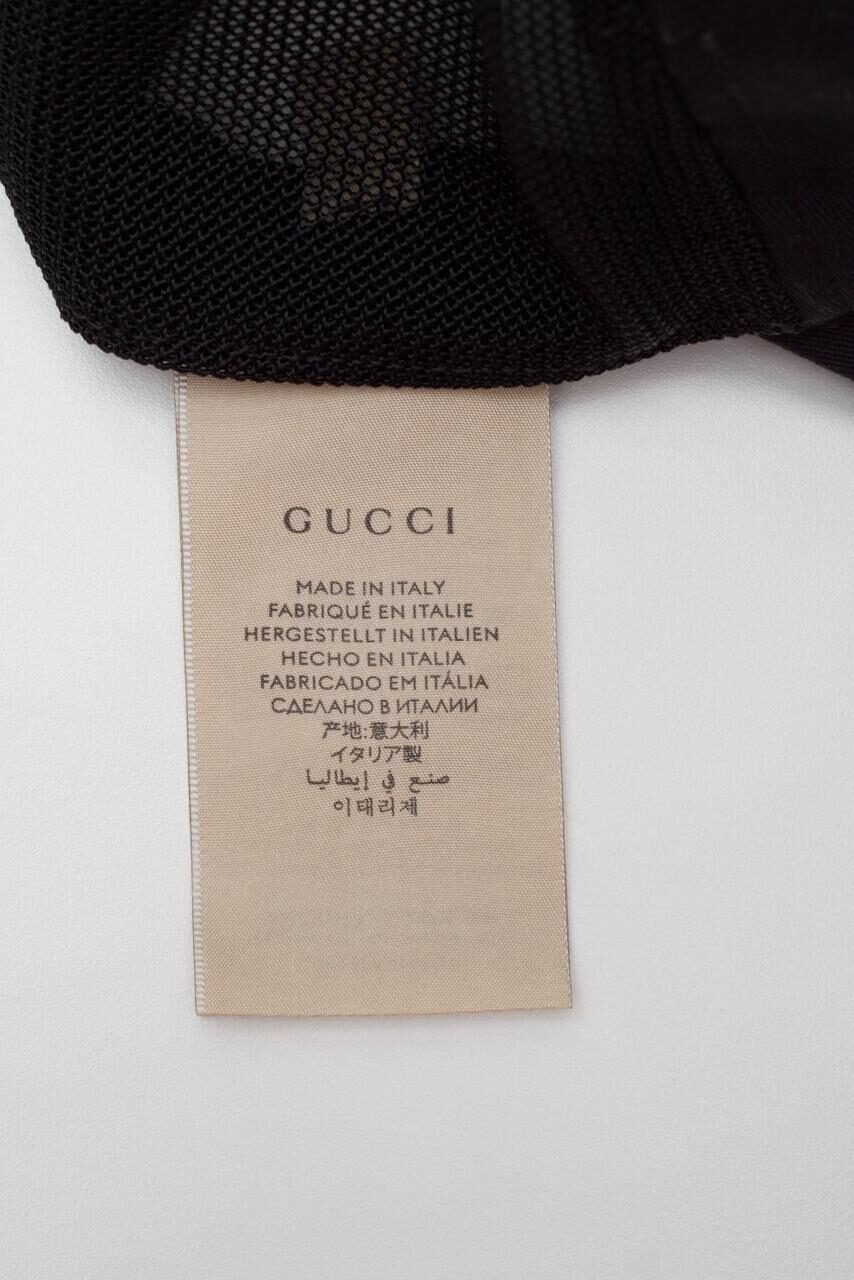 GUCCI
MADE IN ITALY
FABRIQUÉ EN ITALIE
HERGESTELLT IN ITALIEN
HECHO EN ITALIA
FABRICADO EM ITÁLIA
СДЕЛАНО В ИТАЛИИ
产地:意大利
イタリア製
صنع في إيطاليا
이태리제